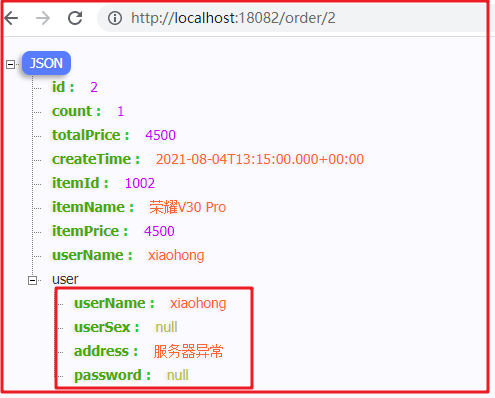 http://localhost:18082/order/2
JSON
id : 2
count : 1
totalPrice : 4500
createTime : 2021-08-04T13:15:00.000+00:00
itemId : 1002
itemName : 荣耀V30 Pro
itemPrice : 4500
userName : xiaohong
user
userName : xiaohong
userSex : null
address : 服务器异常
password : null